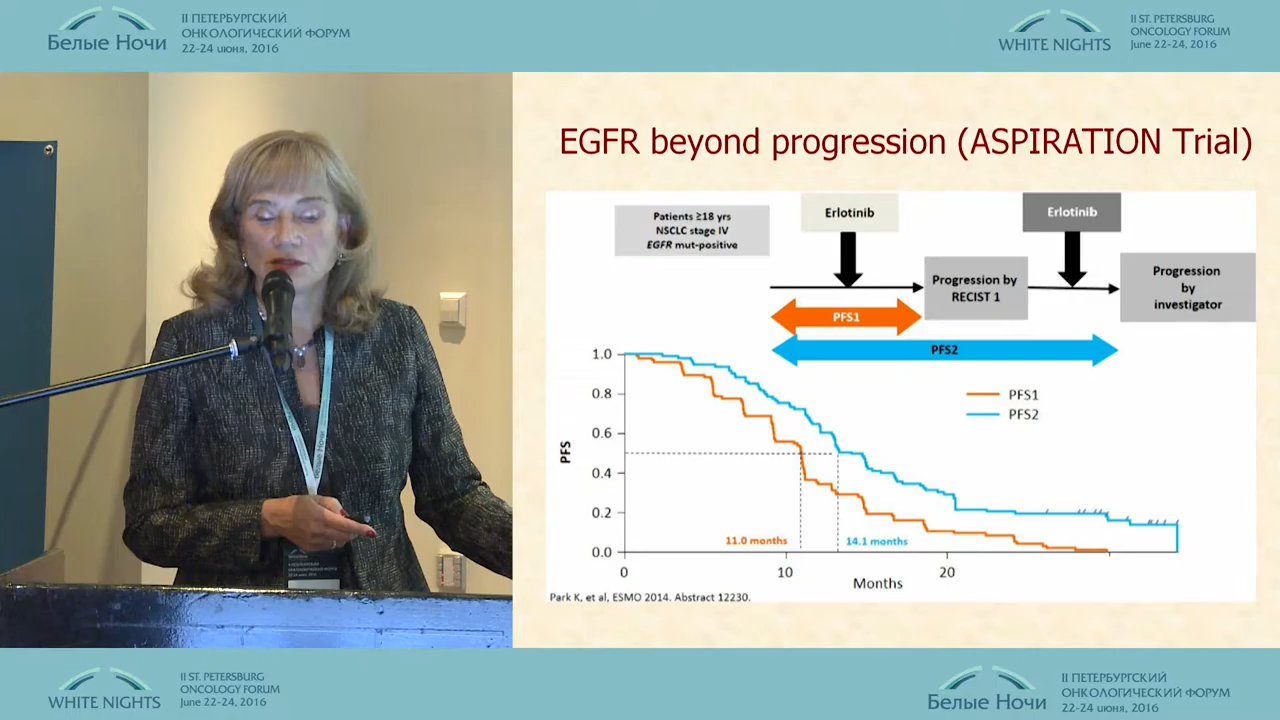 II ПЕТЕРБУРГСКИЙ
ОНКОЛОГИЧЕСКИЙ ФОРУМ
22-24 июня, 2016
Белые Ночи
WHITE NIGHTS
II ST. PETERSBURG
ONCOLOGY FORUM
June 22-24, 2016
EGFR beyond progression (ASPIRATION Trial)
Patients ≥18 yrs
NSCLC stage IV
EGFR mut-positive
Erlotinib
Erlotinib
Progression by
RECIST 1
Progression
by
investigator
PFS1
PFS2
1.0
0.8
0.6
0.4
0.2
0.0
PFS
PFS1
PFS2
11.0 months
14.1 months
0
10
20
Months
Park K, et al, ESMO 2014. Abstract 12230.
Белые Ночи
WHITE NIGHTS
II ST. PETERSBURG
ONCOLOGY FORUM
June 22-24, 2016
Белые Ночи
II ПЕТЕРБУРГСКИЙ
ОНКОЛОГИЧЕСКИЙ ФОРУМ
22-24 июня, 2016